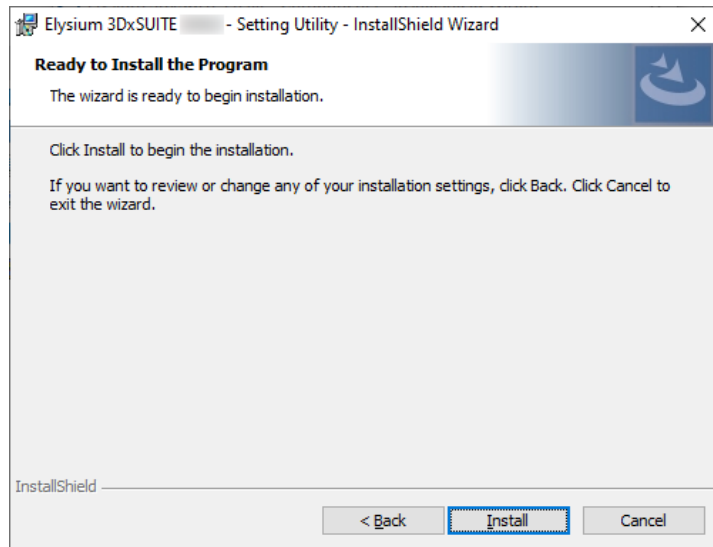 Elysium 3DxSUITE - Setting Utility - InstallShield Wizard
Ready to Install the Program
The wizard is ready to begin installation.
Click Install to begin the installation.
If you want to review or change any of your installation settings, click Back. Click Cancel to
exit the wizard.
InstallShield
< Back
Install
Cancel